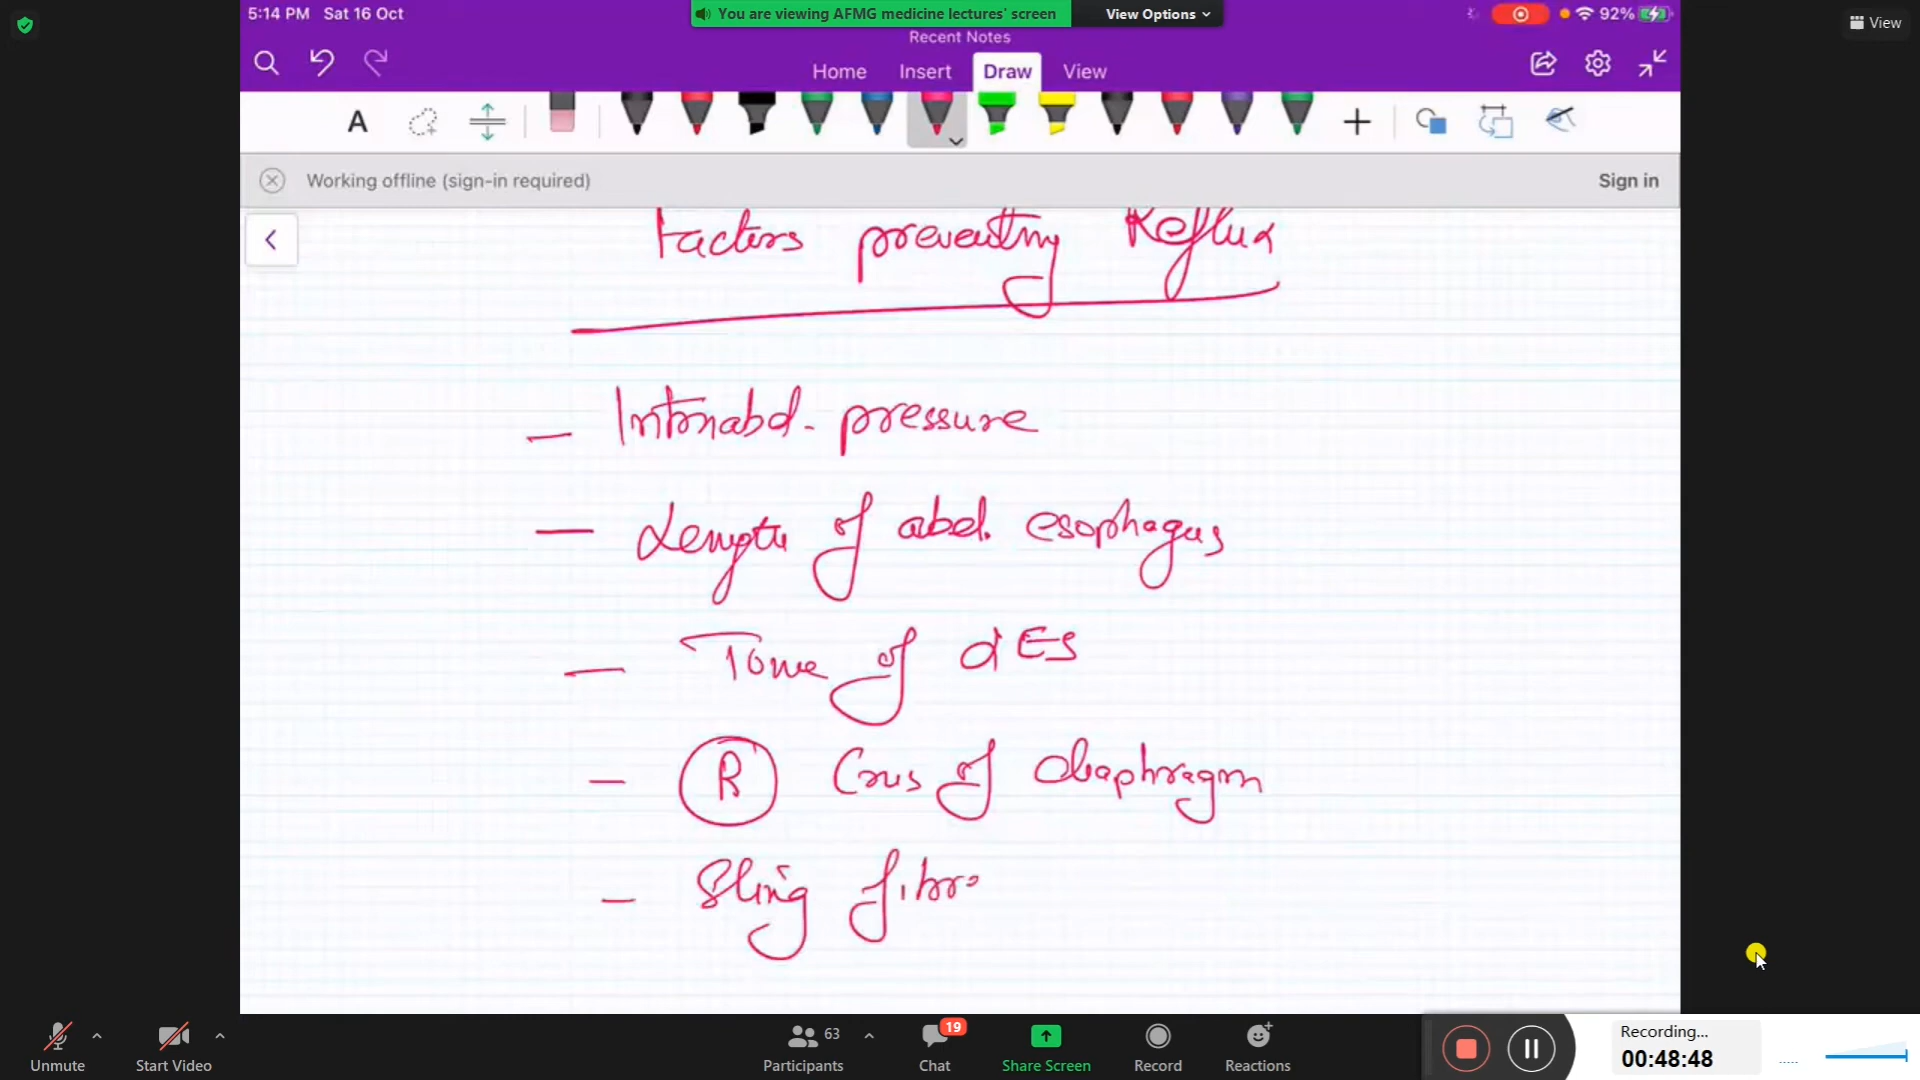 5:14 PM Sat 16 Oct
You are viewing AFMG medicine lectures' screen
View Options
92%
View
Recent Notes
Home Insert Draw View
A
Working offline (sign-in required)
Sign in
Factors preventing Reflux
– Intraabd. pressure
– Length of abd. esophagus
– Tone of LES
– R Crus of diaphragm
– Sling fibr
Unmute
Start Video
63
Participants
19
Chat
Share Screen
Record
Reactions
Recording...
00:48:48